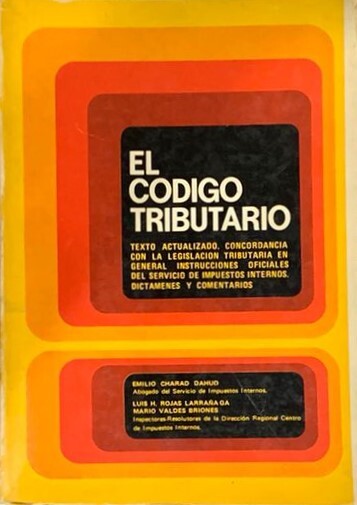 EL
CODIGO
TRIBUTARIO
TEXTO ACTUALIZADO. CONCORDANCIA
CON LA LEGISLACION TRIBUTARIA EN
GENERAL INSTRUCCIONES OFICIALES
DEL SERVICIO DE IMPUESTOS INTERNOS.
DICTAMENES Y COMENTARIOS
EMILIO CHARAD DAHUD
Abogado del Servicio de Impuestos Internos.
LUIS H. ROJAS LARRAÑAGA
MARIO VALDES BRIONES
Inspectores-Resolutores de la Dirección Regional Centro
de Impuestos Internos.